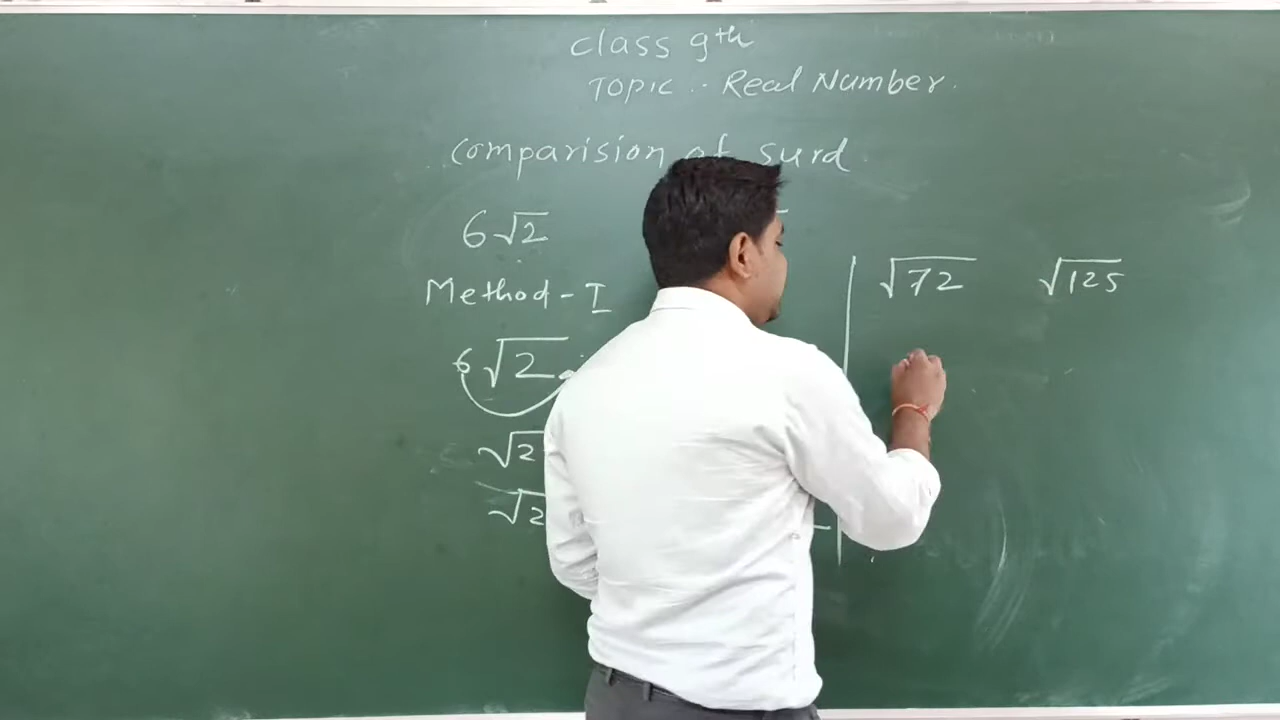 Class 9th
TOPIC :- Real Number.
Comparision of Surd
6√2
Method - I
6√2
√2
√2
√72 √125